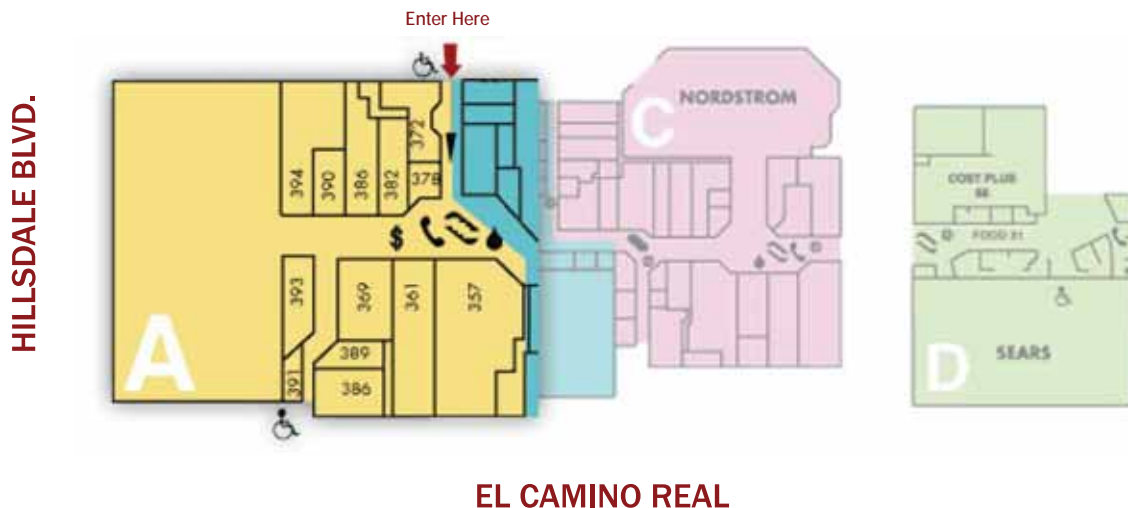 Enter Here
HILLSDALE BLVD.
A
394
390
386
382
372
378
$
393
391
369
389
386
361
357
C
NORDSTROM
COST PLUS
FOOD
D
SEARS
EL CAMINO REAL